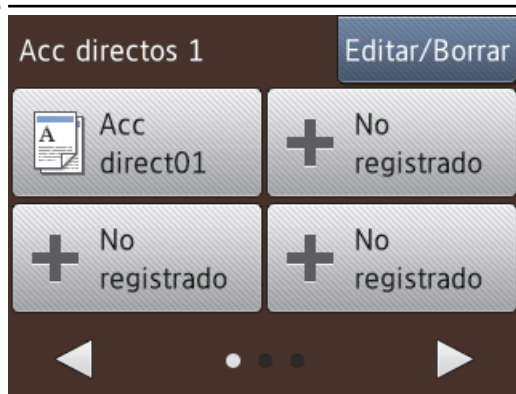 Acc directos 1
Editar/Borrar
A
Acc
direct01
No
registrado
No
registrado
No
registrado